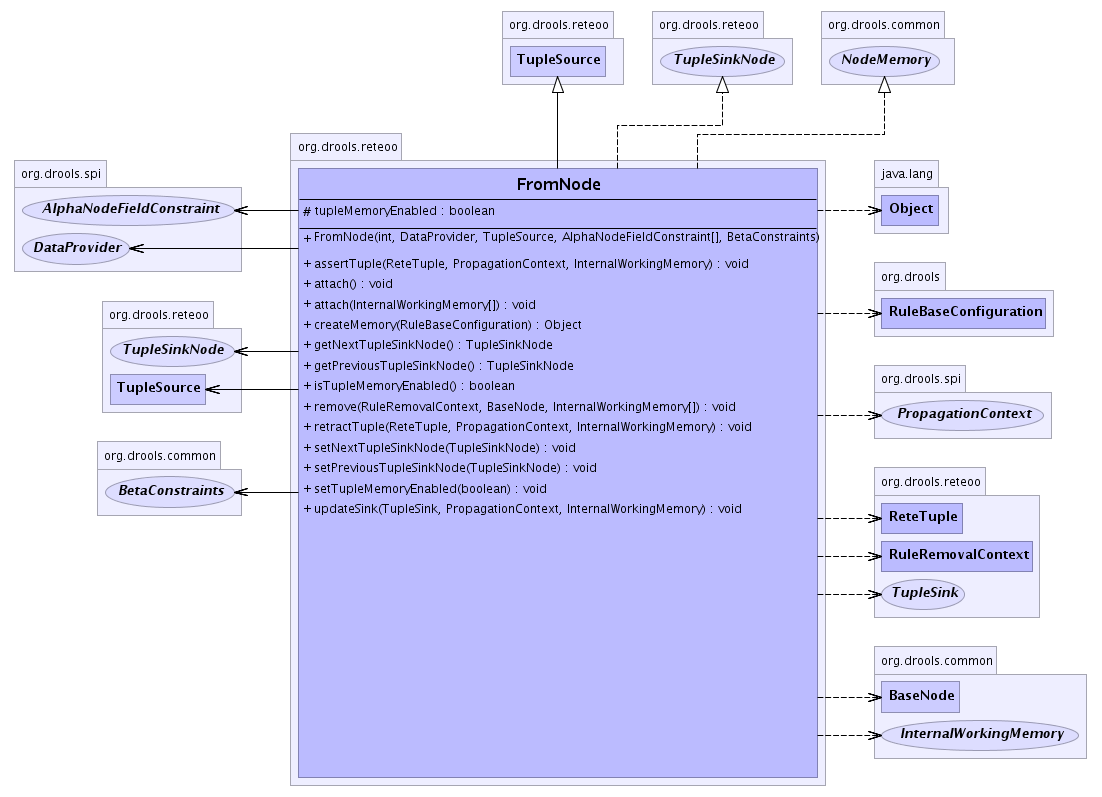 org.drools.reteoo
TupleSource
org.drools.reteoo
TupleSinkNode
org.drools.common
NodeMemory
org.drools.spi
AlphaNodeFieldConstraint
DataProvider
org.drools.reteoo
TupleSinkNode
TupleSource
org.drools.common
BetaConstraints
org.drools.reteoo
FromNode
# tupleMemoryEnabled : boolean
+ FromNode(int, DataProvider, TupleSource, AlphaNodeFieldConstraint[], BetaConstraints)
+ assertTuple(ReteTuple, PropagationContext, InternalWorkingMemory) : void
+ attach() : void
+ attach(InternalWorkingMemory[]) : void
+ createMemory(RuleBaseConfiguration) : Object
+ getNextTupleSinkNode() : TupleSinkNode
+ getPreviousTupleSinkNode() : TupleSinkNode
+ isTupleMemoryEnabled() : boolean
+ remove(RuleRemovalContext, BaseNode, InternalWorkingMemory[]) : void
+ retractTuple(ReteTuple, PropagationContext, InternalWorkingMemory) : void
+ setNextTupleSinkNode(TupleSinkNode) : void
+ setPreviousTupleSinkNode(TupleSinkNode) : void
+ setTupleMemoryEnabled(boolean) : void
+ updateSink(TupleSink, PropagationContext, InternalWorkingMemory) : void
java.lang
Object
org.drools
RuleBaseConfiguration
org.drools.spi
PropagationContext
org.drools.reteoo
ReteTuple
RuleRemovalContext
TupleSink
org.drools.common
BaseNode
InternalWorkingMemory